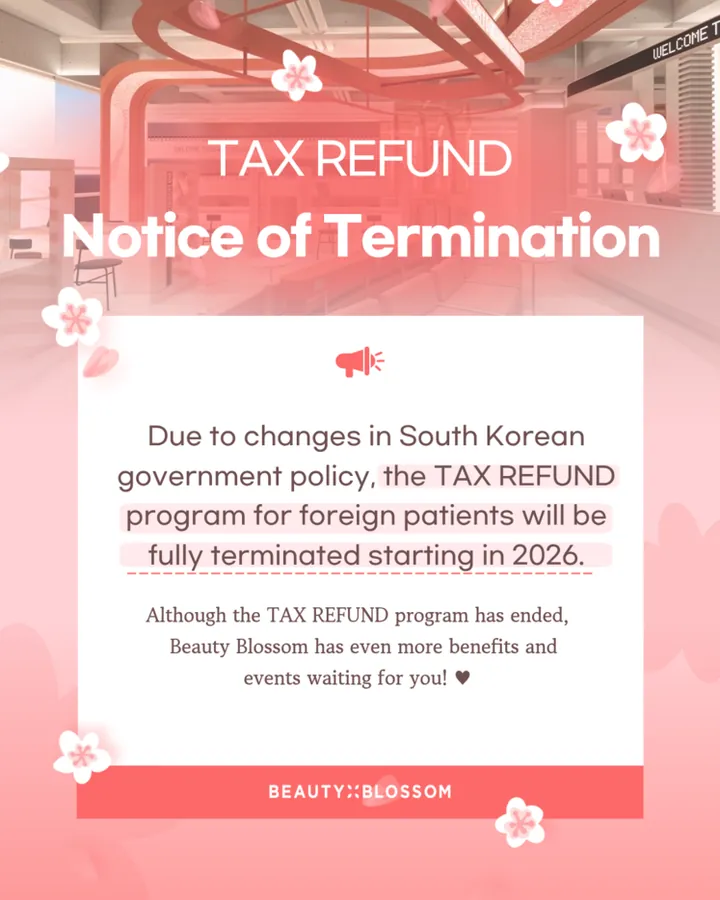 WELCOME T
TAX REFUND
Notice of Termination
Due to changes in South Korean
government policy, the TAX REFUND
program for foreign patients will be
fully terminated starting in 2026.
Although the TAX REFUND program has ended,
Beauty Blossom has even more benefits and
events waiting for you! ♥
BEAUTY BLOSSOM